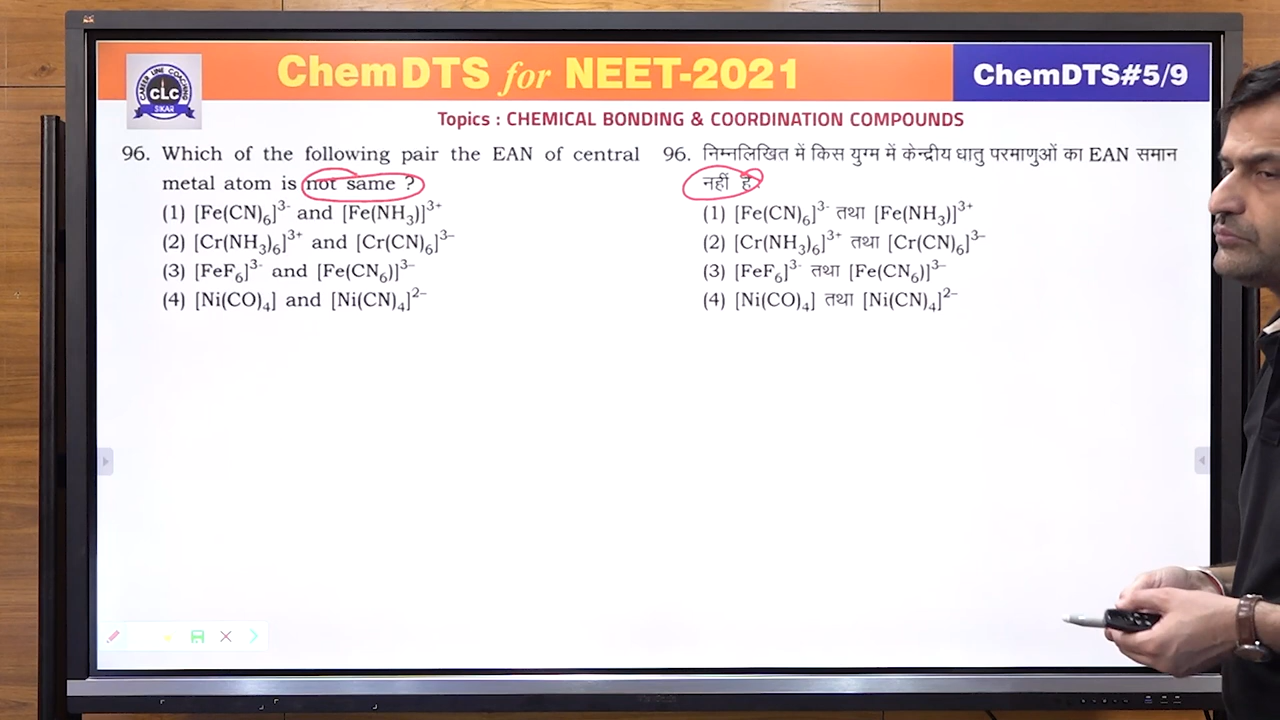 ChemDTS for NEET-2021
ChemDTS#5/9
CAREER LINE COACHING
CLC
SIKAR
Topics : CHEMICAL BONDING & COORDINATION COMPOUNDS
96. Which of the following pair the EAN of central
metal atom is not same ?
(1) [Fe(CN)₆]³⁻ and [Fe(NH₃)]³⁺
(2) [Cr(NH₃)₆]³⁺ and [Cr(CN)₆]³⁻
(3) [FeF₆]³⁻ and [Fe(CN₆)]³⁻
(4) [Ni(CO)₄] and [Ni(CN)₄]²⁻
96. निम्नलिखित में किस युग्म में केन्द्रीय धातु परमाणुओं का EAN समान
नहीं है
(1) [Fe(CN)₆]³⁻ तथा [Fe(NH₃)]³⁺
(2) [Cr(NH₃)₆]³⁺ तथा [Cr(CN)₆]³⁻
(3) [FeF₆]³⁻ तथा [Fe(CN₆)]³⁻
(4) [Ni(CO)₄] तथा [Ni(CN)₄]²⁻